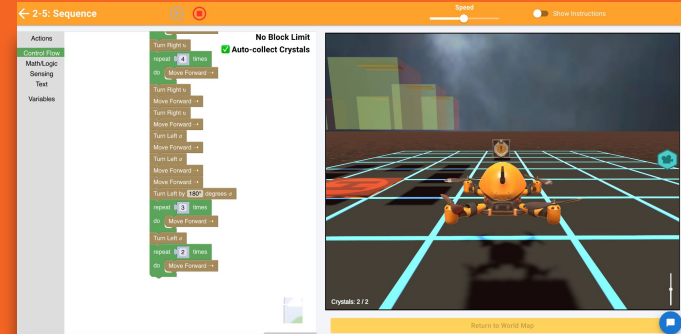 2-5: Sequence
Speed
Show Instructions
Actions
Control Flow
Math/Logic
Sensing
Text
Variables
No Block Limit
Auto-collect Crystals
Turn Right ↻
repeat 4 times
do Move Forward →
Turn Right ↻
Move Forward →
Turn Right ↻
Move Forward →
Turn Left ↺
Move Forward →
Turn Left ↺
Move Forward →
Move Forward →
Turn Left by 180° degrees ↺
repeat 3 times
do Move Forward →
Turn Left ↺
repeat 2 times
do Move Forward →
Crystals: 2 / 2
Return to World Map